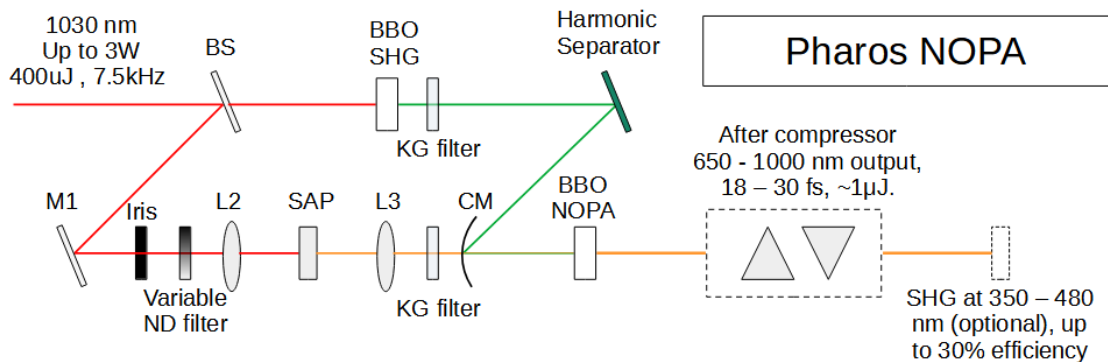 1030 nm
Up to 3W
400uJ , 7.5kHz
BS
BBO
SHG
KG filter
Harmonic
Separator
Pharos NOPA
After compressor
650 - 1000 nm output,
18 – 30 fs, ~1μJ.
M1
Iris
Variable
ND filter
L2
SAP
L3
KG filter
CM
BBO
NOPA
SHG at 350 – 480
nm (optional), up
to 30% efficiency